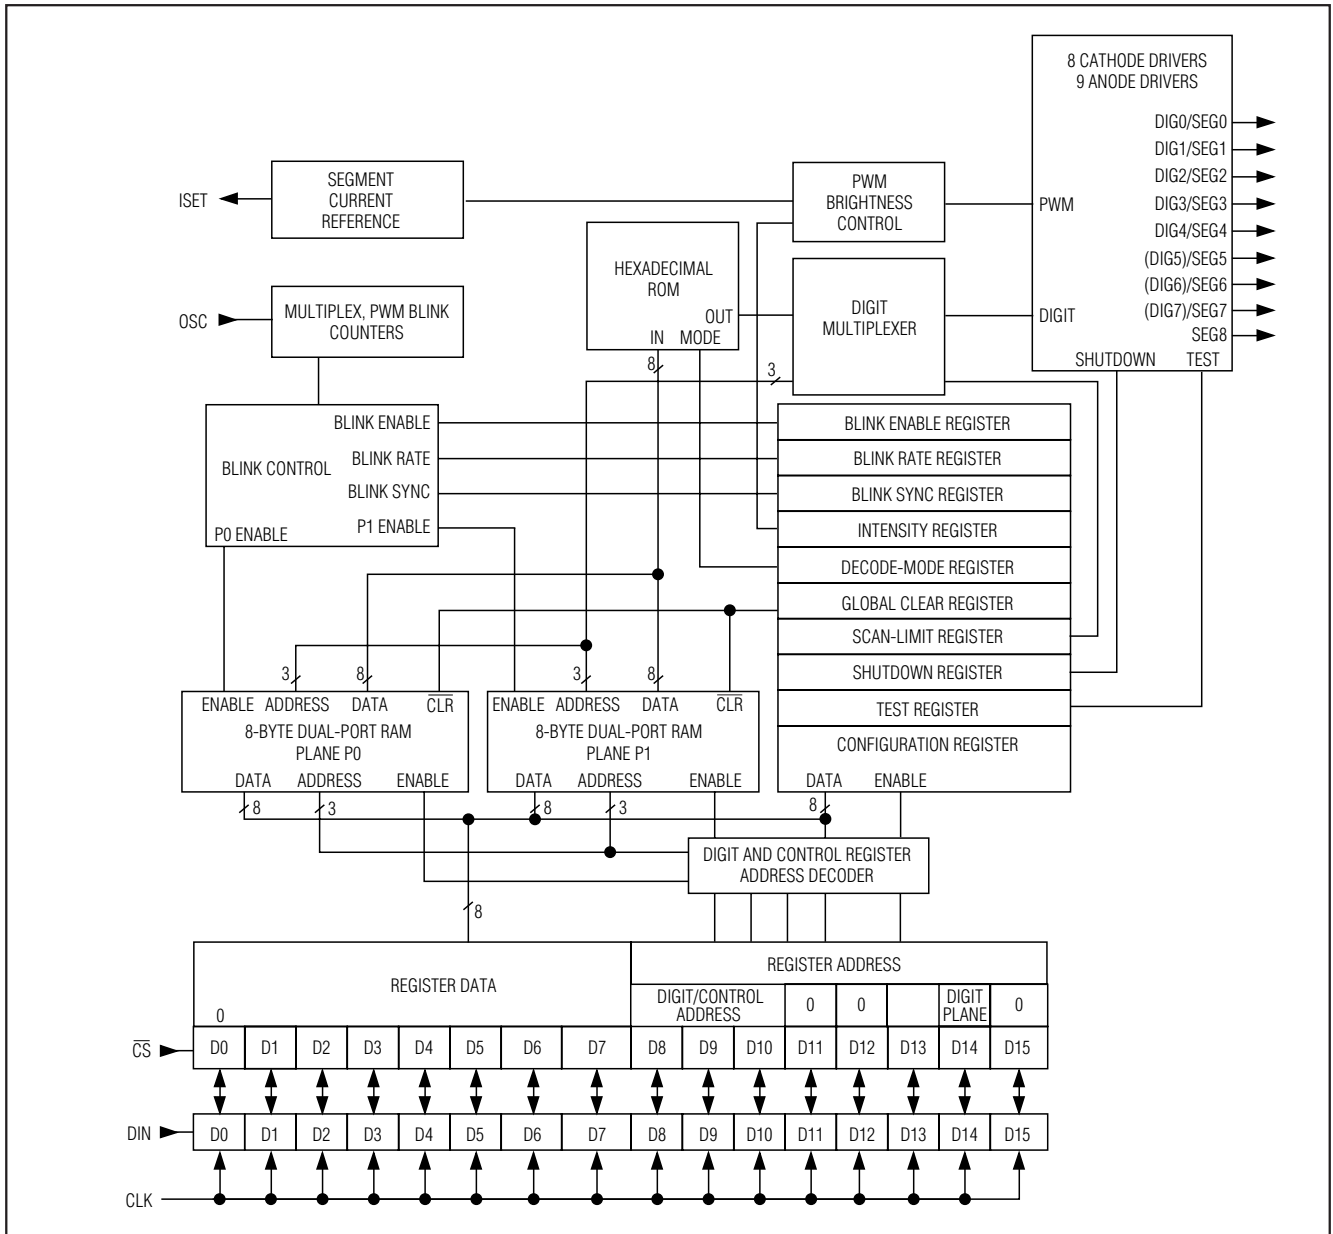 8 CATHODE DRIVERS
9 ANODE DRIVERS
DIG0/SEG0
DIG1/SEG1
DIG2/SEG2
DIG3/SEG3
DIG4/SEG4
(DIG5)/SEG5
(DIG6)/SEG6
(DIG7)/SEG7
SEG8
PWM
DIGIT
SHUTDOWN TEST
ISET
SEGMENT
CURRENT
REFERENCE
PWM
BRIGHTNESS
CONTROL
HEXADECIMAL
ROM
OUT
IN MODE
8
DIGIT
MULTIPLEXER
3
OSC
MULTIPLEX, PWM BLINK
COUNTERS
BLINK CONTROL
BLINK ENABLE
BLINK RATE
BLINK SYNC
P1 ENABLE
P0 ENABLE
BLINK ENABLE REGISTER
BLINK RATE REGISTER
BLINK SYNC REGISTER
INTENSITY REGISTER
DECODE-MODE REGISTER
GLOBAL CLEAR REGISTER
SCAN-LIMIT REGISTER
SHUTDOWN REGISTER
TEST REGISTER
CONFIGURATION REGISTER
DATA ENABLE
8
3 8
ENABLE ADDRESS DATA CLR
8-BYTE DUAL-PORT RAM
PLANE P0
DATA ADDRESS ENABLE
8 3
3 8
ENABLE ADDRESS DATA CLR
8-BYTE DUAL-PORT RAM
PLANE P1
DATA ADDRESS ENABLE
8 3
DIGIT AND CONTROL REGISTER
ADDRESS DECODER
8
REGISTER DATA
0
REGISTER ADDRESS
DIGIT/CONTROL
ADDRESS
0 0
DIGIT
PLANE
0
CS D0 D1 D2 D3 D4 D5 D6 D7 D8 D9 D10 D11 D12 D13 D14 D15
DIN D0 D1 D2 D3 D4 D5 D6 D7 D8 D9 D10 D11 D12 D13 D14 D15
CLK